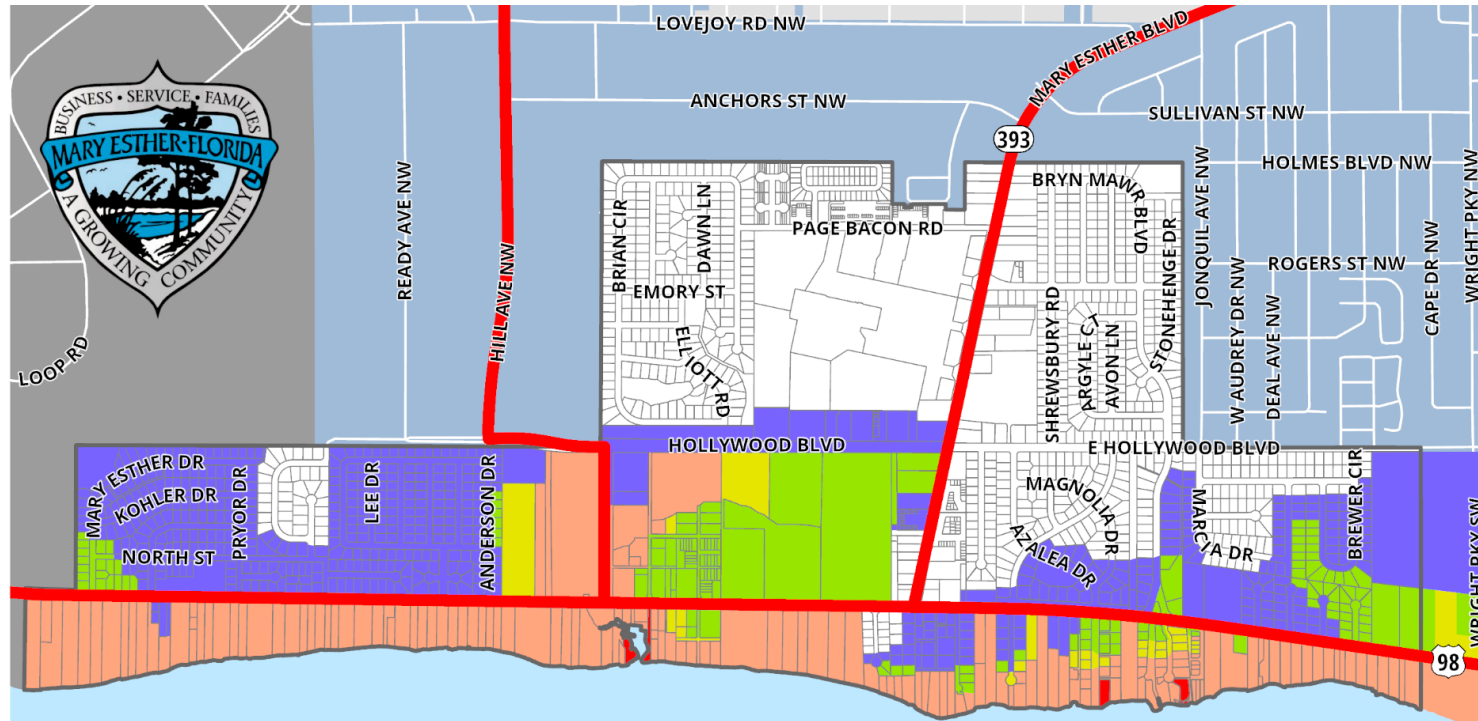 LOVEJOY RD NW
MARY ESTHER BLVD
BUSINESS • SERVICE • FAMILIES
MARY ESTHER-FLORIDA
A GROWING COMMUNITY
ANCHORS ST NW
SULLIVAN ST NW
393
HOLMES BLVD NW
READY AVE NW
HILL AVE NW
BRIAN CIR
DAWN LN
BRYN MAWR BLVD
JONQUIL AVE NW
WRIGHT PKY NW
PAGE BACON RD
STONEHENGE DR
ROGERS ST NW
CAPE DR NW
EMORY ST
LOOP RD
ELLIOTT RD
SHREWSBURY RD
ARGYLE CT
AVON LN
W AUDREY DR NW
DEAL AVE NW
HOLLYWOOD BLVD
E HOLLYWOOD BLVD
MARY ESTHER DR
KOHLER DR
PRYOR DR
LEE DR
ANDERSON DR
MAGNOLIA DR
MARCYA DR
BREWER CIR
NORTH ST
AZALEA DR
WRIGHT PKY SW
98